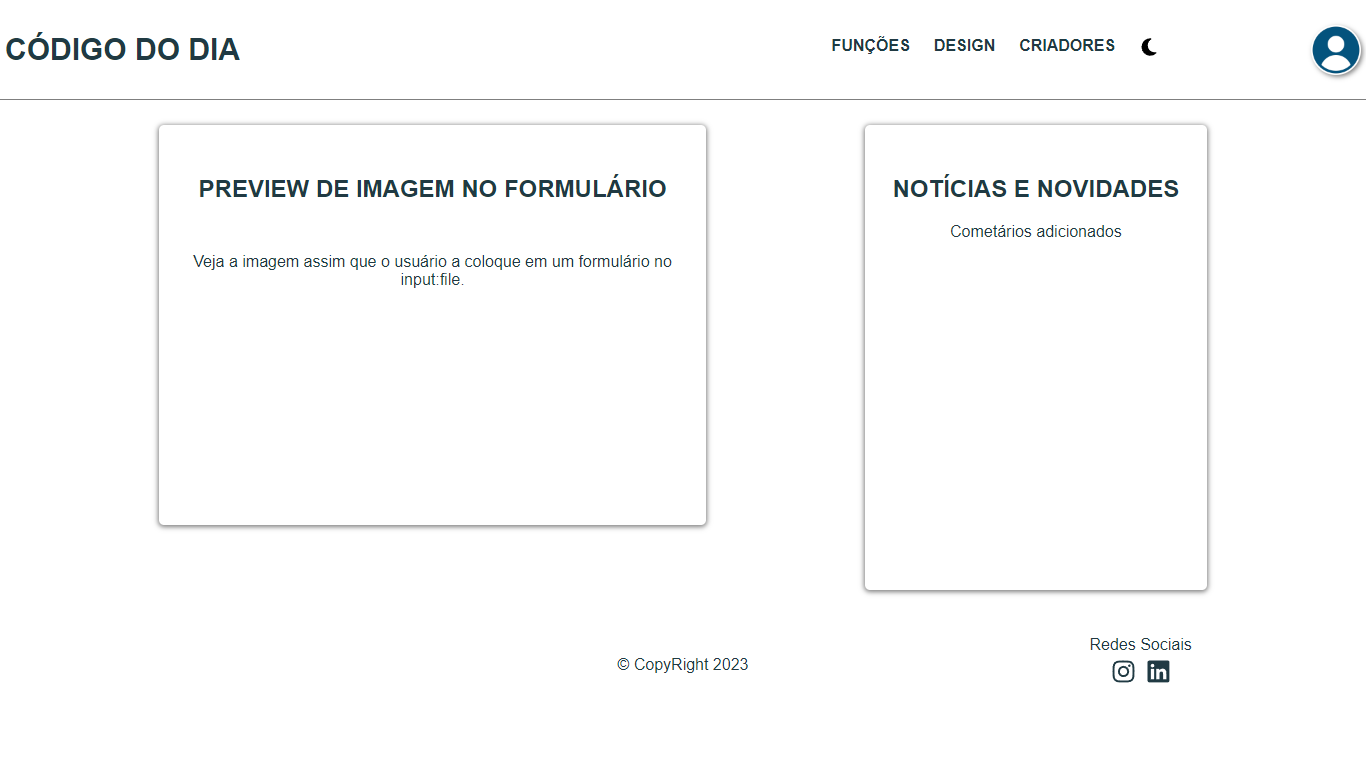 CÓDIGO DO DIA
FUNÇÕES DESIGN CRIADORES
PREVIEW DE IMAGEM NO FORMULÁRIO
Veja a imagem assim que o usuário a coloque em um formulário no
input:file.
NOTÍCIAS E NOVIDADES
Cometários adicionados
© CopyRight 2023
Redes Sociais
in